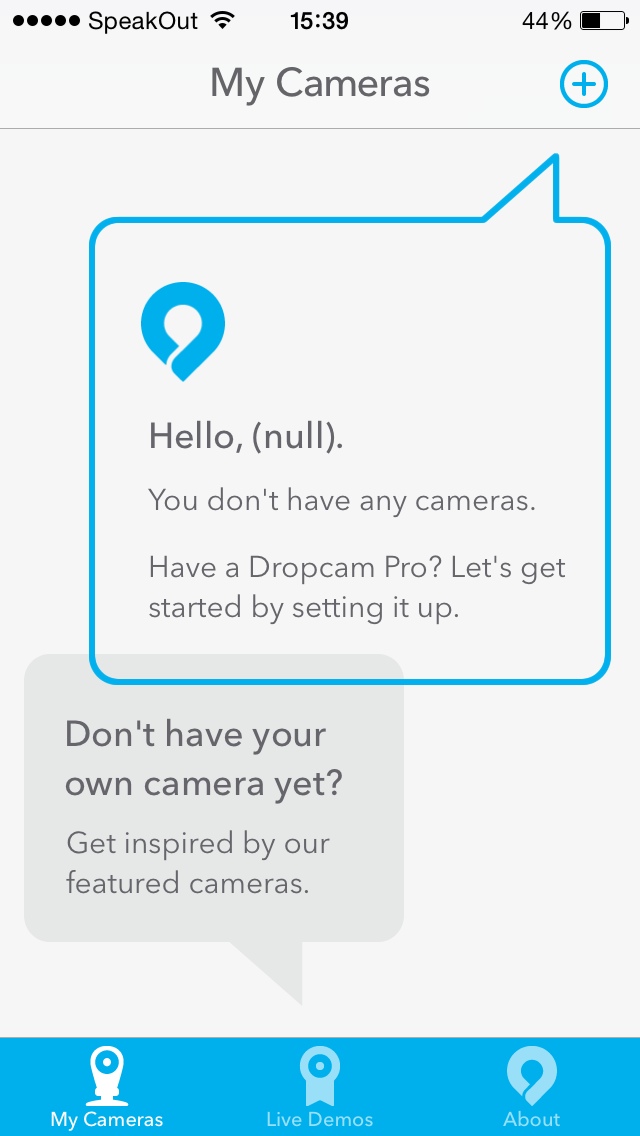 SpeakOut 15:39 44%
My Cameras
Hello, (null).
You don't have any cameras.
Have a Dropcam Pro? Let's get
started by setting it up.
Don't have your
own camera yet?
Get inspired by our
featured cameras.
My Cameras Live Demos About